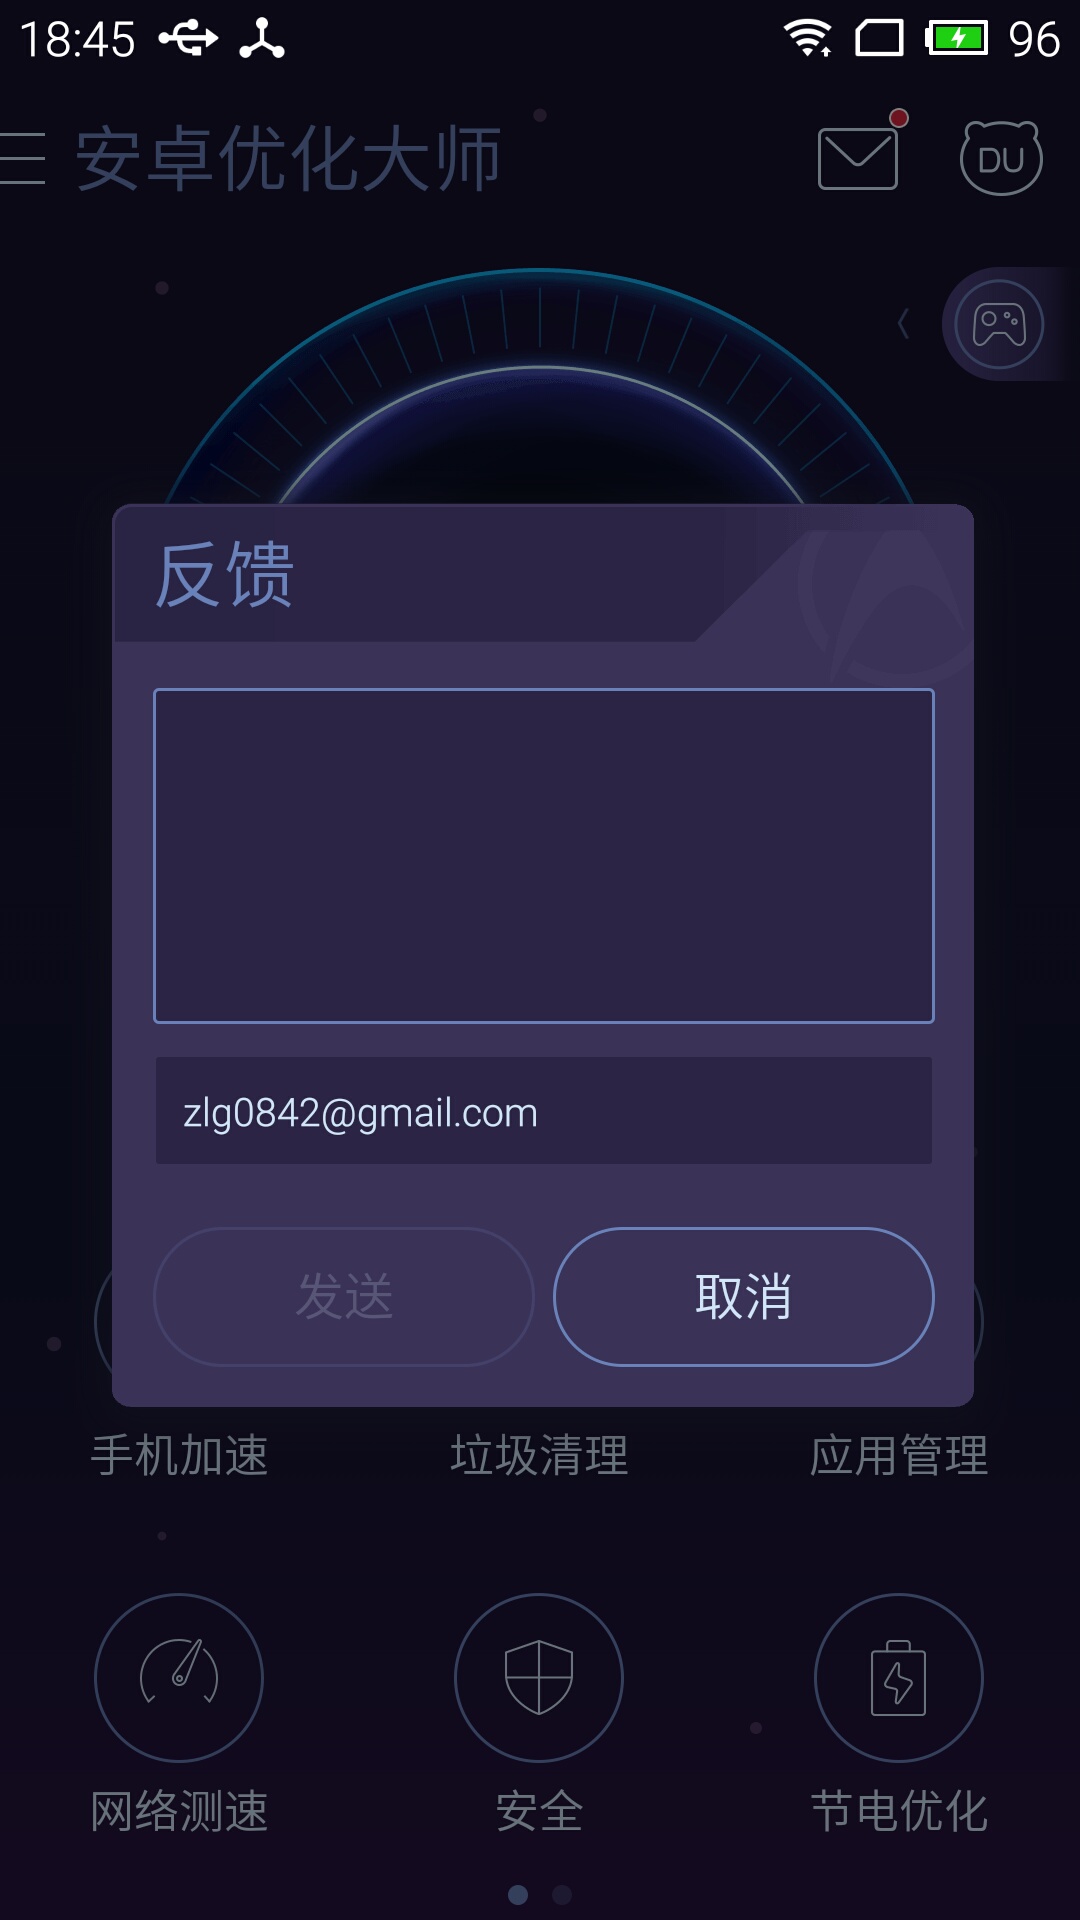 18:45
96
安卓优化大师
DU
反馈
zlg0842@gmail.com
发送
取消
手机加速
垃圾清理
应用管理
网络测速
安全
节电优化